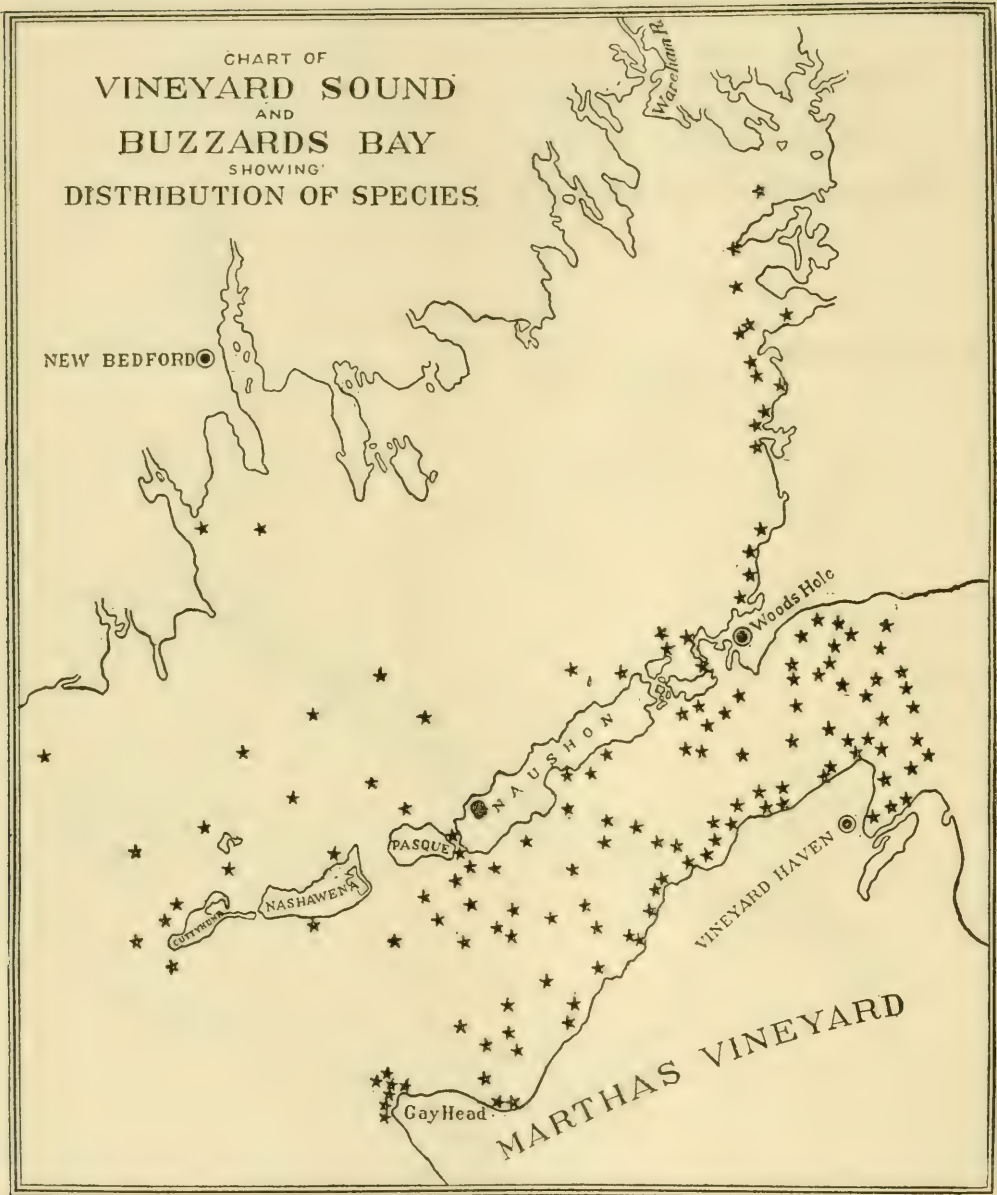 CHART OF
VINEYARD SOUND
AND
BUZZARDS BAY
SHOWING
DISTRIBUTION OF SPECIES
Wareham R.
NEW BEDFORD
Woods Hole
NAUSHON
PASQUE
NASHAWENA
CUTTYHUNK
VINEYARD HAVEN
MARTHAS VINEYARD
Gay Head